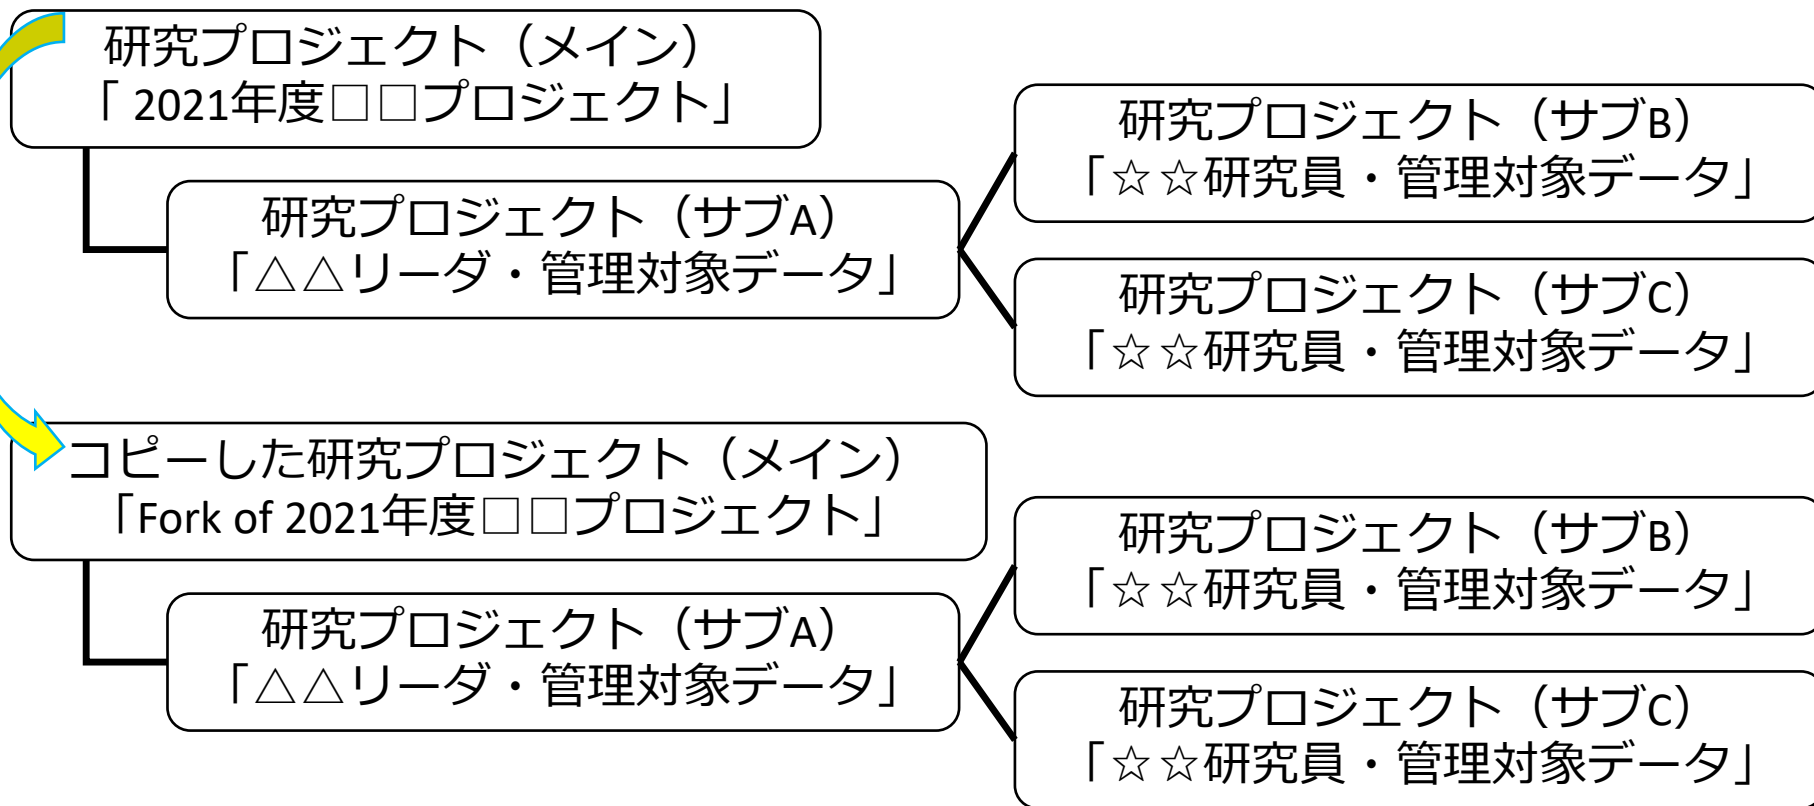 研究プロジェクト（メイン）
「 2021年度□□プロジェクト」
研究プロジェクト（サブA）
「△△リーダ・管理対象データ」
研究プロジェクト（サブB）
「☆☆研究員・管理対象データ」
研究プロジェクト（サブC）
「☆☆研究員・管理対象データ」
コピーした研究プロジェクト（メイン）
「Fork of 2021年度□□プロジェクト」
研究プロジェクト（サブA）
「△△リーダ・管理対象データ」
研究プロジェクト（サブB）
「☆☆研究員・管理対象データ」
研究プロジェクト（サブC）
「☆☆研究員・管理対象データ」